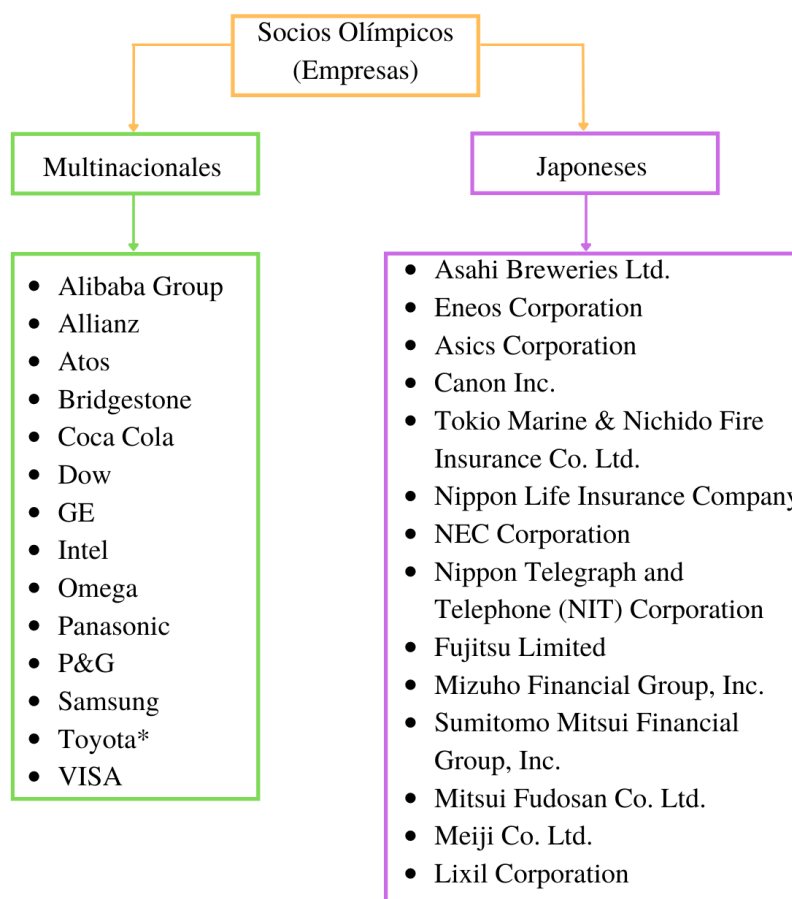 Socios Olímpicos
(Empresas)
Multinacionales
Japoneses
• Alibaba Group
• Allianz
• Atos
• Bridgestone
• Coca Cola
• Dow
• GE
• Intel
• Omega
• Panasonic
• P&G
• Samsung
• Toyota*
• VISA
• Asahi Breweries Ltd.
• Eneos Corporation
• Asics Corporation
• Canon Inc.
• Tokio Marine & Nichido Fire
Insurance Co. Ltd.
• Nippon Life Insurance Company
• NEC Corporation
• Nippon Telegraph and
Telephone (NIT) Corporation
• Fujitsu Limited
• Mizuho Financial Group, Inc.
• Sumitomo Mitsui Financial
Group, Inc.
• Mitsui Fudosan Co. Ltd.
• Meiji Co. Ltd.
• Lixil Corporation